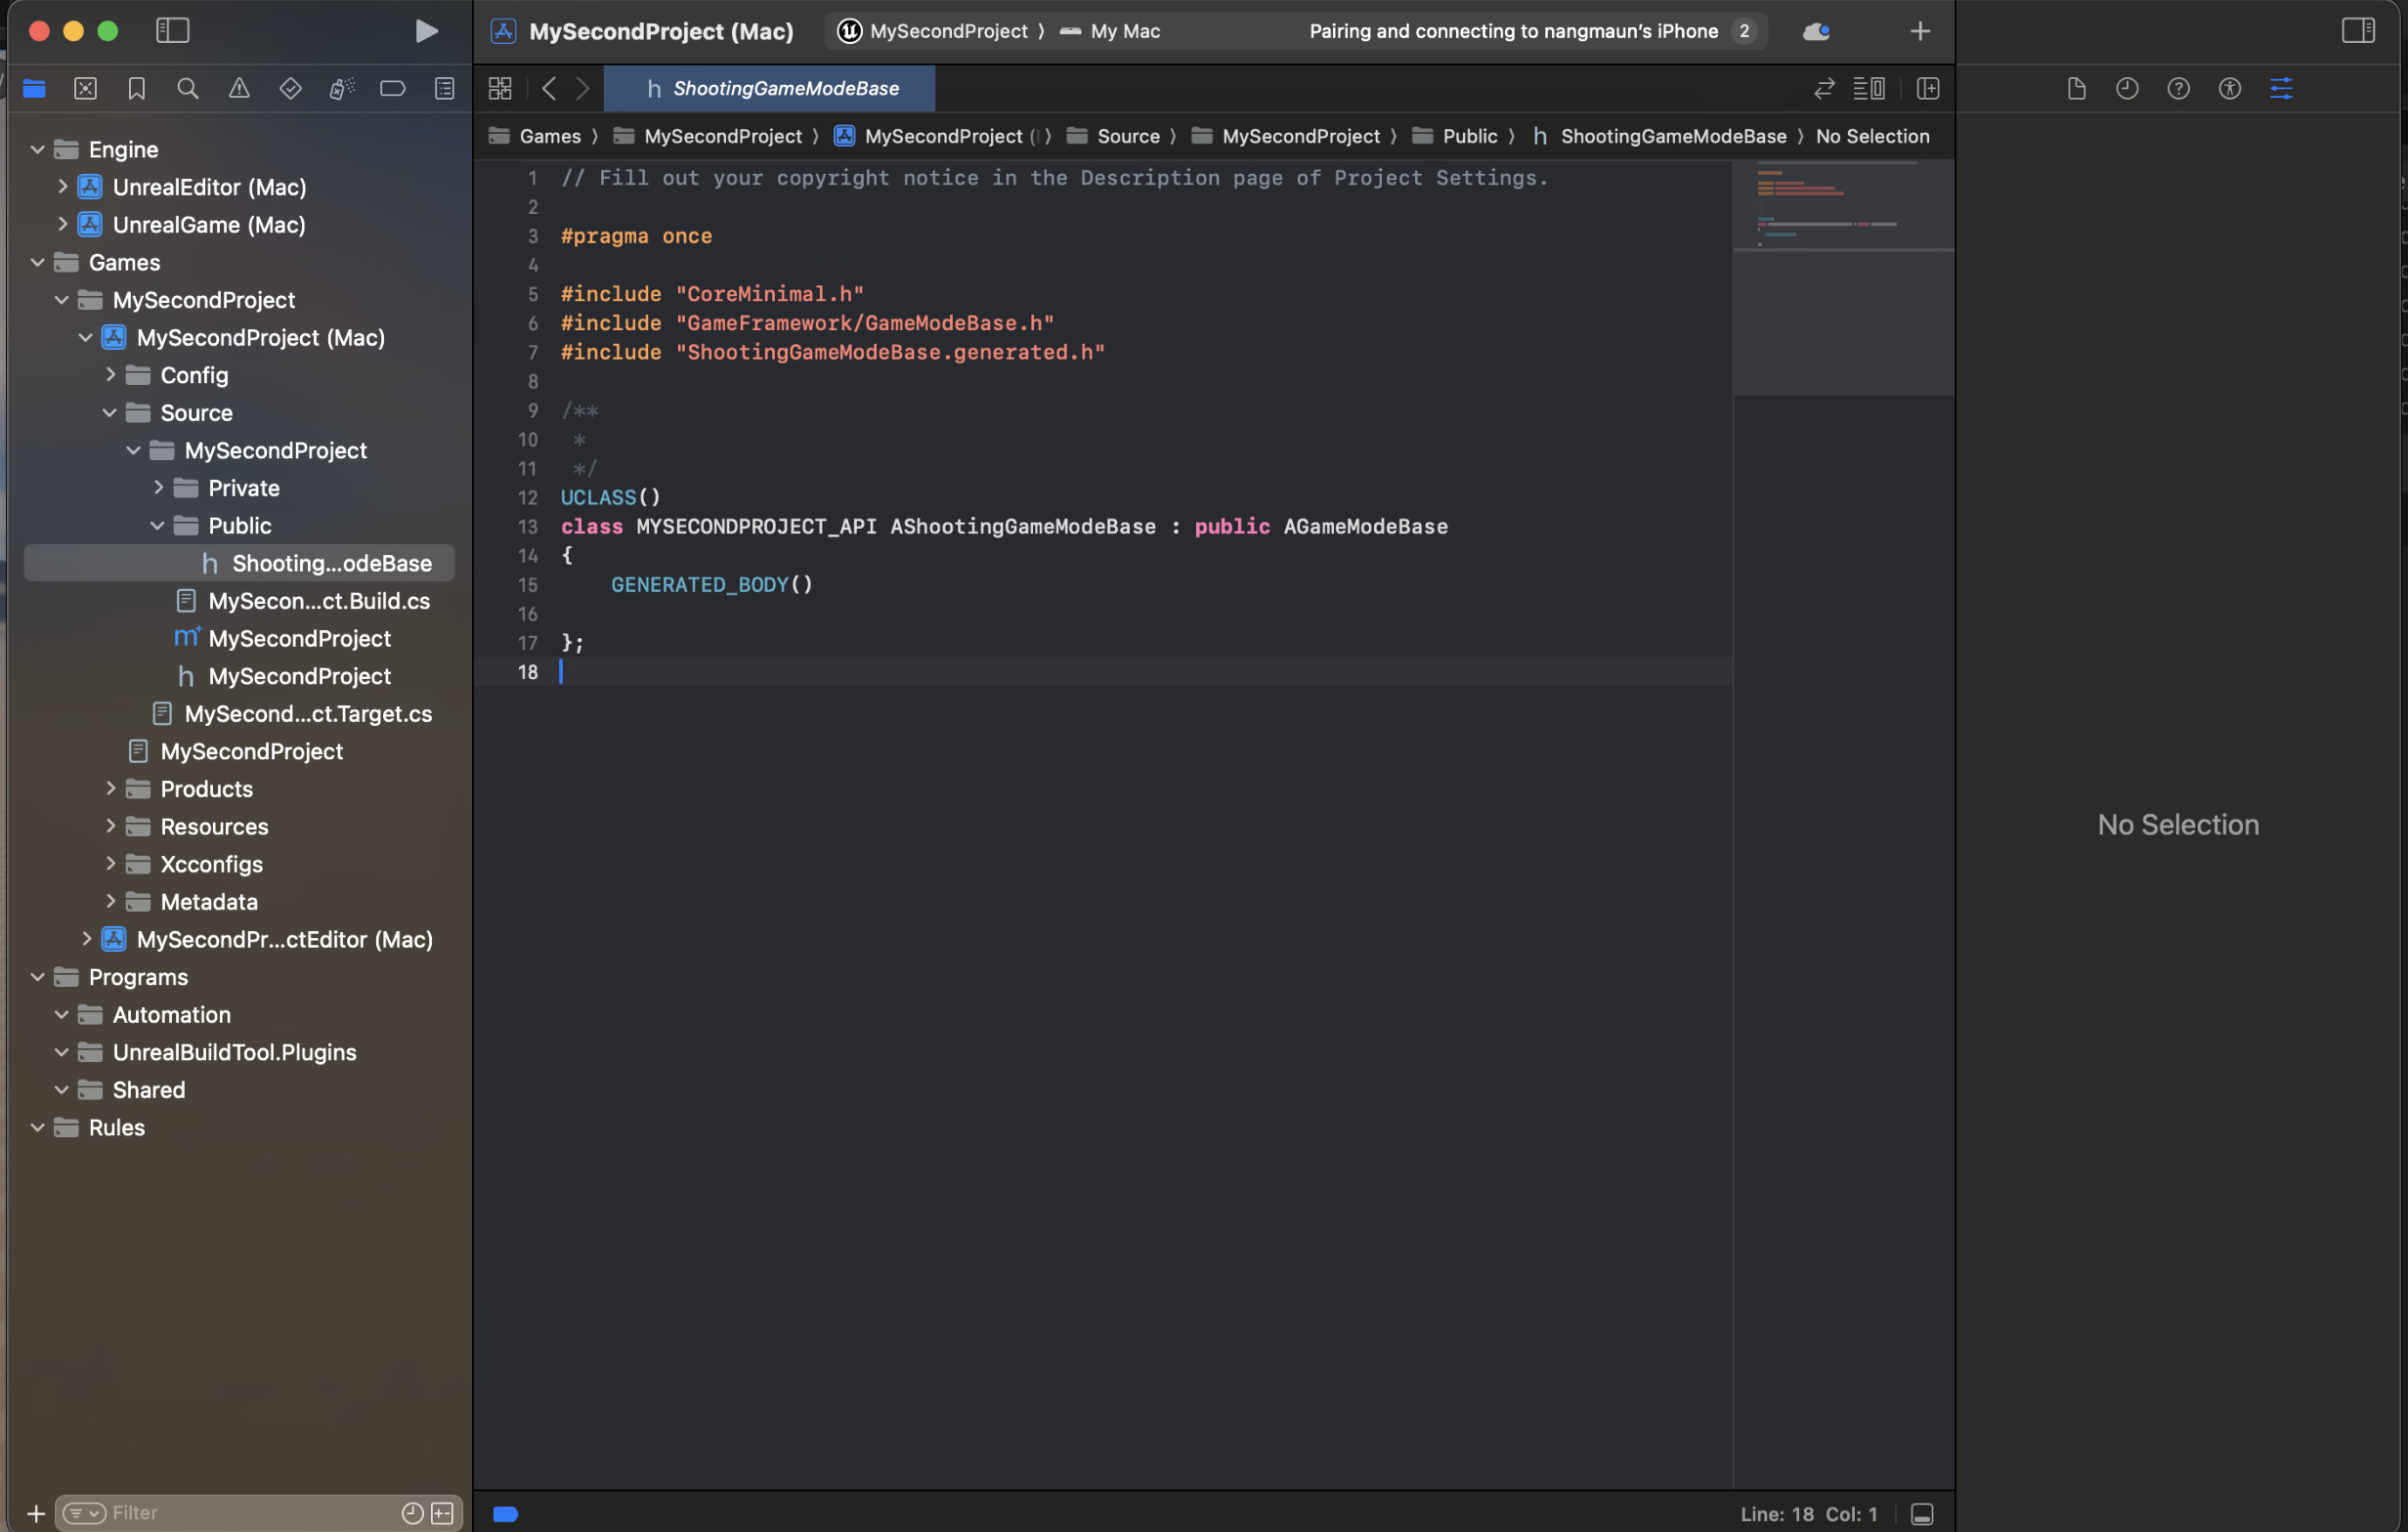 MySecondProject (Mac)
MySecondProject 〉 My Mac
Pairing and connecting to nangmaun's iPhone 2
ShootingGameModeBase
Games 〉 MySecondProject 〉 MySecondProject ( 〉 Source 〉 MySecondProject 〉 Public 〉 h ShootingGameModeBase 〉 No Selection
Engine
UnrealEditor (Mac)
UnrealGame (Mac)
Games
MySecondProject
MySecondProject (Mac)
Config
Source
MySecondProject
Private
Public
h Shooting...odeBase
MySecon...ct.Build.cs
m+ MySecondProject
h MySecondProject
MySecond...ct.Target.cs
MySecondProject
Products
Resources
Xcconfigs
Metadata
MySecondPr...ctEditor (Mac)
Programs
Automation
UnrealBuildTool.Plugins
Shared
Rules
Filter
1 // Fill out your copyright notice in the Description page of Project Settings.
2
3 #pragma once
4
5 #include "CoreMinimal.h"
6 #include "GameFramework/GameModeBase.h"
7 #include "ShootingGameModeBase.generated.h"
8
9 /**
10 *
11 */
12 UCLASS()
13 class MYSECONDPROJECT_API AShootingGameModeBase : public AGameModeBase
14 {
15 GENERATED_BODY()
16
17 };
18
Line: 18 Col: 1
No Selection